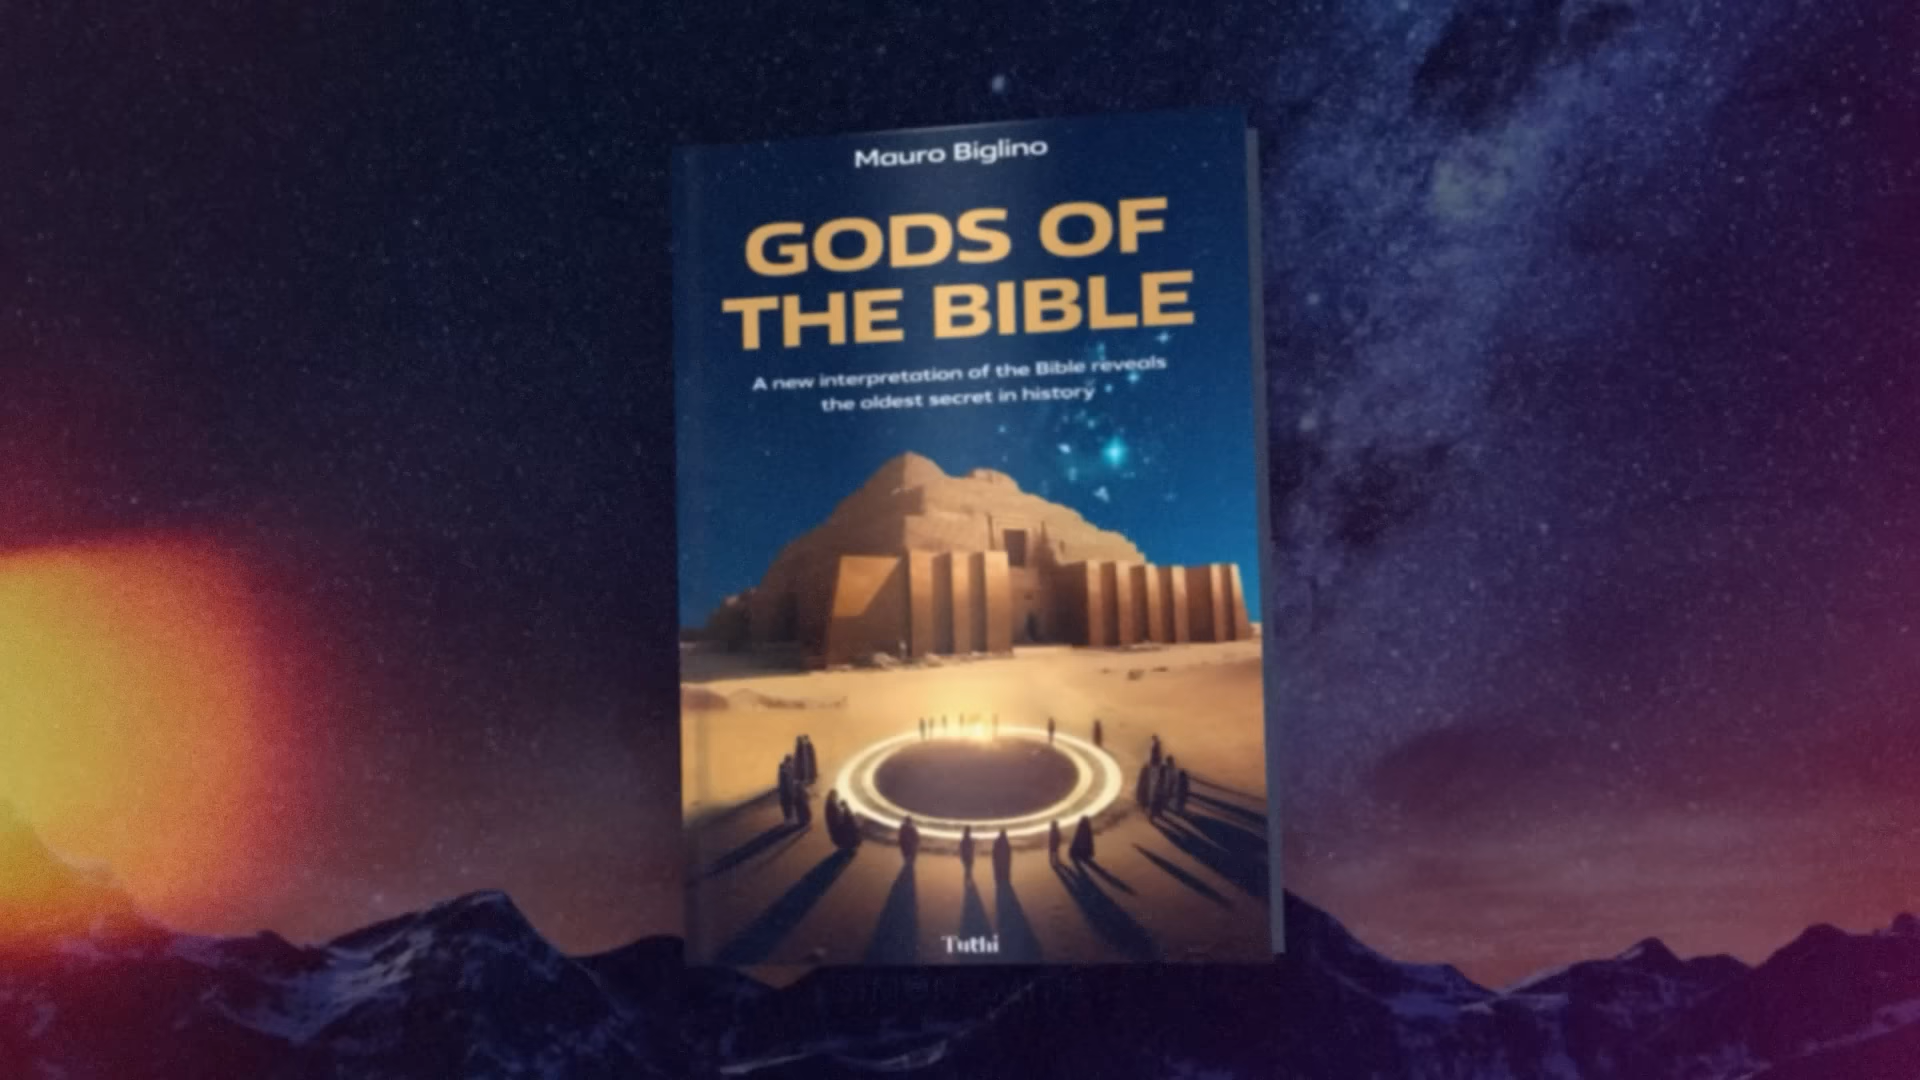 Mauro Biglino
GODS OF
THE BIBLE
A new interpretation of the Bible reveals
the oldest secret in history
Tuthi